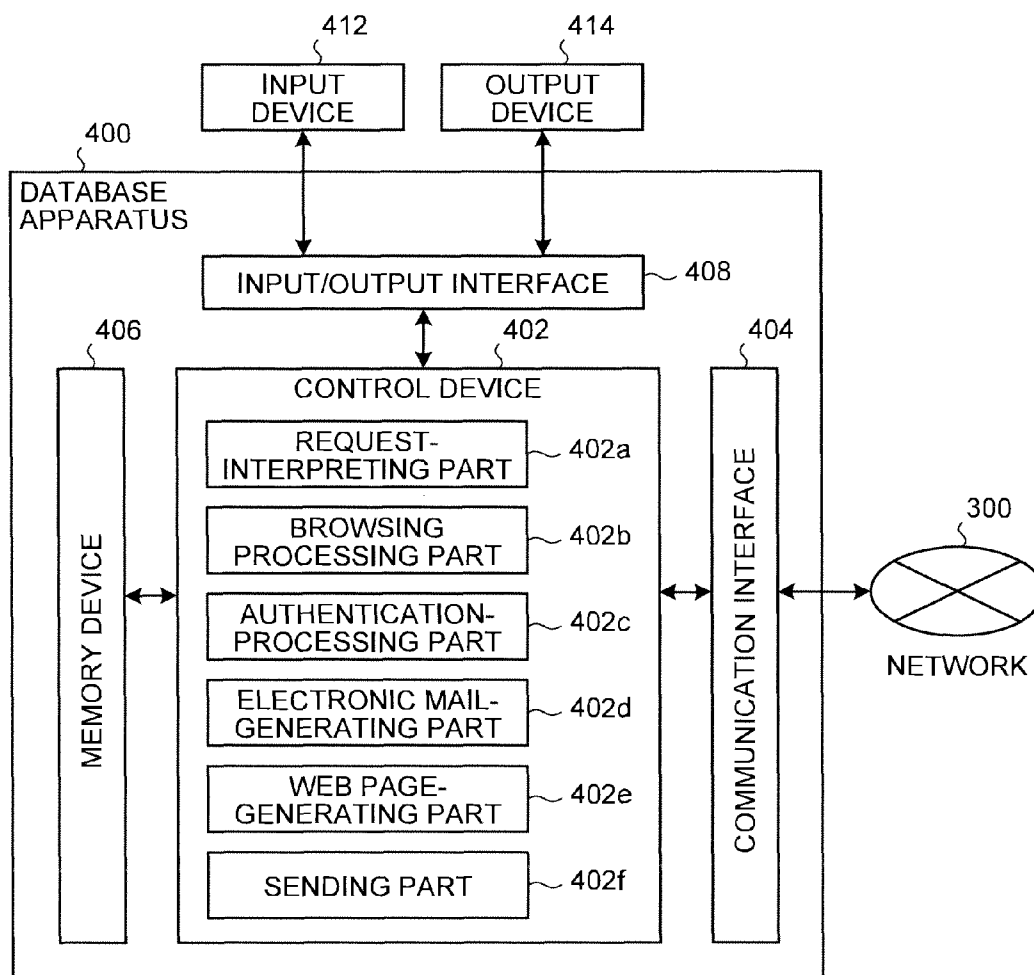 412
414
INPUT
DEVICE
OUTPUT
DEVICE
400
DATABASE
APPARATUS
INPUT/OUTPUT INTERFACE
408
406
402
404
CONTROL DEVICE
REQUEST-
INTERPRETING PART
402a
BROWSING
PROCESSING PART
402b
AUTHENTICATION-
PROCESSING PART
402c
ELECTRONIC MAIL-
GENERATING PART
402d
WEB PAGE-
GENERATING PART
402e
SENDING PART
402f
MEMORY DEVICE
COMMUNICATION INTERFACE
300
NETWORK